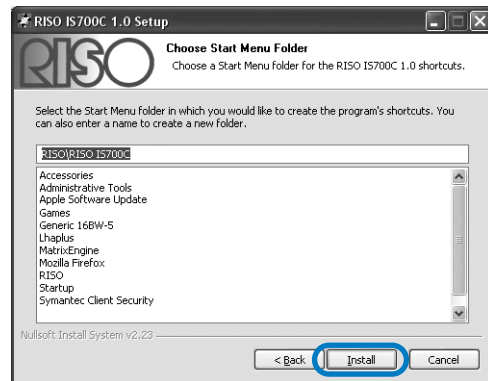 RISO IS700C 1.0 Setup
RISO
Choose Start Menu Folder
Choose a Start Menu folder for the RISO IS700C 1.0 shortcuts.
Select the Start Menu folder in which you would like to create the program's shortcuts. You
can also enter a name to create a new folder.
RISO\RISO IS700C
Accessories
Administrative Tools
Apple Software Update
Games
Generic 16BW-5
Lhaplus
MatrixEngine
Mozilla Firefox
RISO
Startup
Symantec Client Security
Nullsoft Install System v2.23
< Back
Install
Cancel